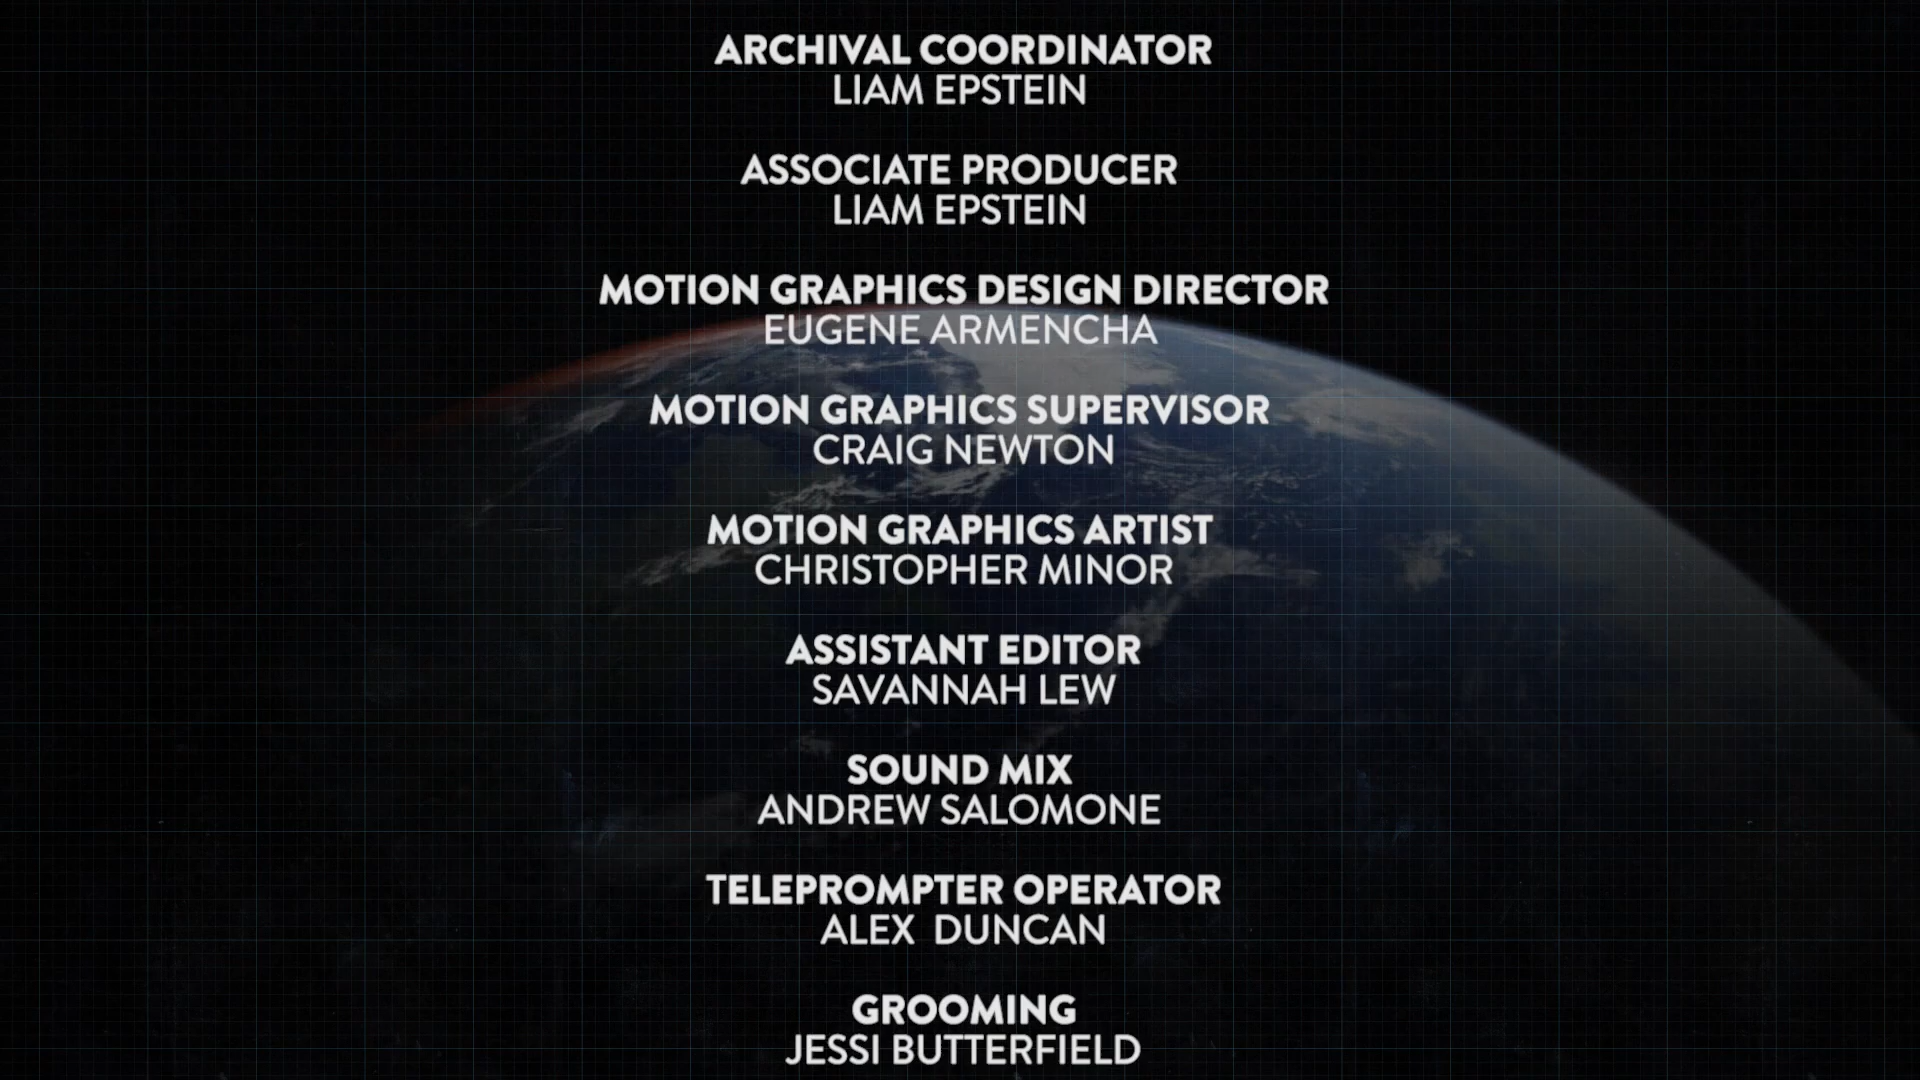 ARCHIVAL COORDINATOR
LIAM EPSTEIN
ASSOCIATE PRODUCER
LIAM EPSTEIN
MOTION GRAPHICS DESIGN DIRECTOR
EUGENE ARMENCHA
MOTION GRAPHICS SUPERVISOR
CRAIG NEWTON
MOTION GRAPHICS ARTIST
CHRISTOPHER MINOR
ASSISTANT EDITOR
SAVANNAH LEW
SOUND MIX
ANDREW SALOMONE
TELEPROMPTER OPERATOR
ALEX  DUNCAN
GROOMING
JESSI BUTTERFIELD